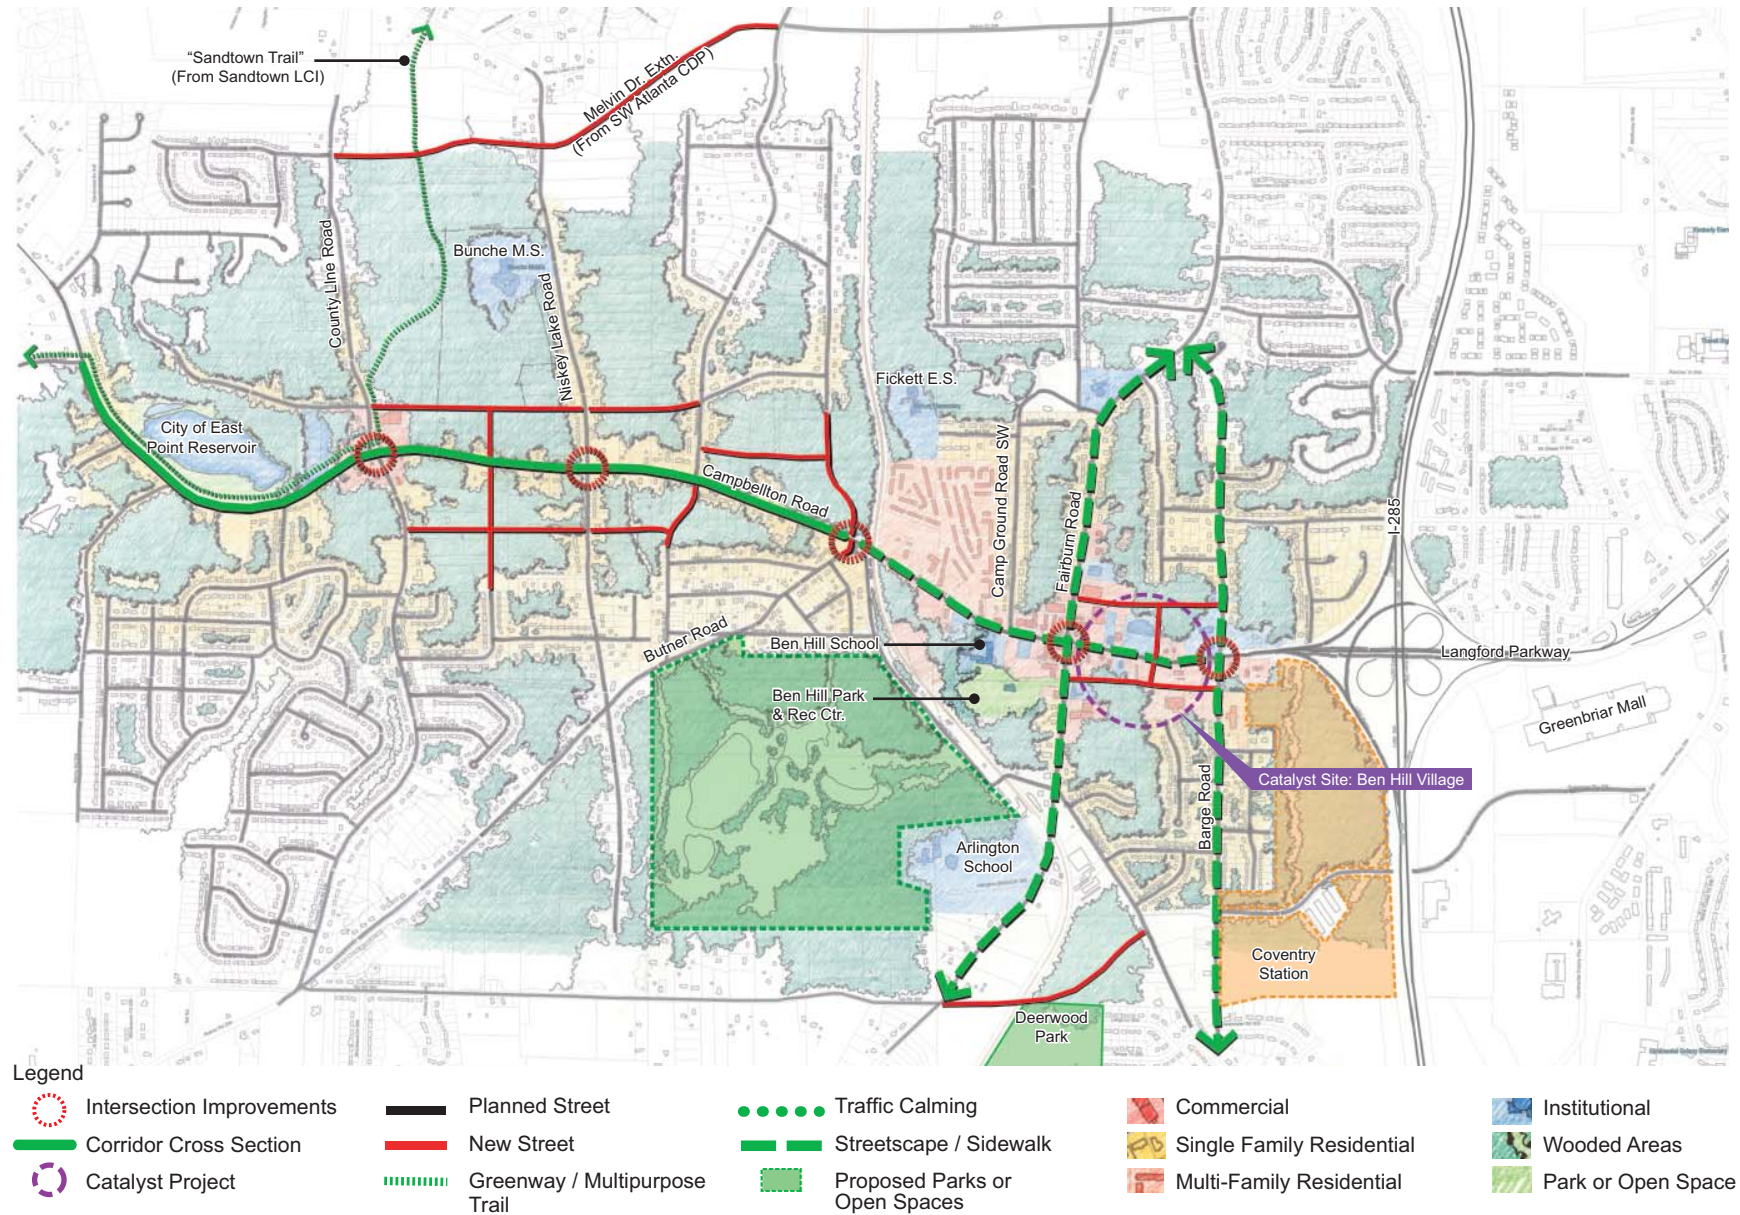 “Sandtown Trail”
(From Sandtown LCI)
Melvin Dr. Extn.
(From SW Atlanta CDP)
County LIne Road
Bunche M.S.
Niskey Lake Road
Fickett E.S.
City of East
Point Reservoir
Campbellton Road
Camp Ground Road SW
Fairburn Road
I-285
Butner Road
Ben Hill School
Langford Parkway
Ben Hill Park
& Rec Ctr.
Greenbriar Mall
Catalyst Site: Ben Hill Village
Barge Road
Arlington
School
Coventry
Station
Deerwood
Park
Legend
Intersection Improvements
Corridor Cross Section
Catalyst Project
Planned Street
New Street
Greenway / Multipurpose
Trail
Traffic Calming
Streetscape / Sidewalk
Proposed Parks or
Open Spaces
Commercial
Single Family Residential
Multi-Family Residential
Institutional
Wooded Areas
Park or Open Space